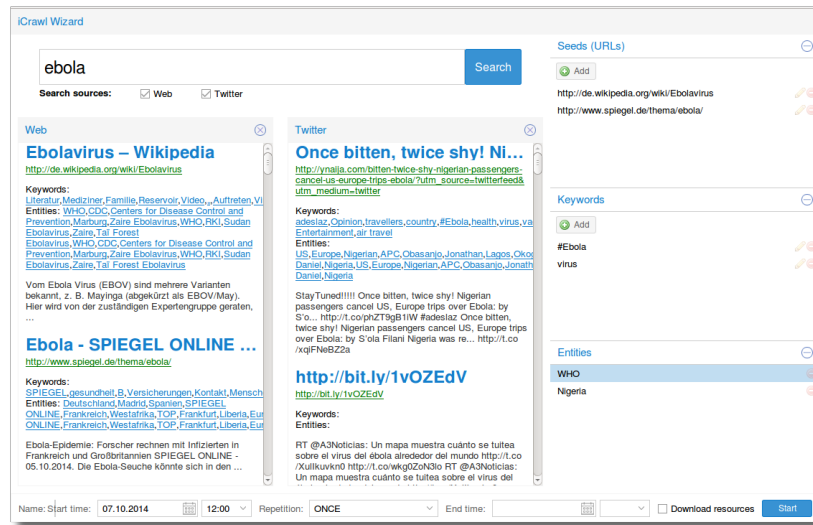 iCrawl Wizard
ebola
Search
Search sources:
Web
Twitter
Web
Ebolavirus – Wikipedia
http://de.wikipedia.org/wiki/Ebolavirus
Keywords:
Literatur,Mediziner,Familie,Reservoir,Video,,,Auftreten,Vi
Entities: WHO,CDC,Centers for Disease Control and
Prevention,Marburg,Zaire Ebolavirus,WHO,RKI,Sudan
Ebolavirus,Zaire,Taï Forest
Ebolavirus,WHO,CDC,Centers for Disease Control and
Prevention,Marburg,Zaire Ebolavirus,WHO,RKI,Sudan
Ebolavirus,Zaire,Taï Forest Ebolavirus
Vom Ebola Virus (EBOV) sind mehrere Varianten
bekannt, z. B. Mayinga (abgekürzt als EBOV/May).
Hier wird von der zuständigen Expertengruppe geraten,
...
Ebola - SPIEGEL ONLINE ...
http://www.spiegel.de/thema/ebola/
Keywords:
SPIEGEL,gesundheit,B,Versicherungen,Kontakt,Mensch
Entities: Deutschland,Madrid,Spanien,SPIEGEL
ONLINE,Frankreich,Westafrika,TOP,Frankfurt,Liberia,Eur
ONLINE,Frankreich,Westafrika,TOP,Frankfurt,Liberia,Eur
Ebola-Epidemie: Forscher rechnen mit Infizierten in
Frankreich und Großbritannien SPIEGEL ONLINE -
05.10.2014. Die Ebola-Seuche könnte sich in den ...
Twitter
Once bitten, twice shy! Ni...
http://ynaija.com/bitten-twice-shy-nigerian-passengers-
cancel-us-europe-trips-ebola/?utm_source=twitterfeed&
utm_medium=twitter
Keywords:
adeslaz,Opinion,travellers,country,#Ebola,health,virus,va
Entertainment,air travel
Entities:
US,Europe,Nigerian,APC,Obasanjo,Jonathan,Lagos,Okog
Daniel,Nigeria,US,Europe,Nigerian,APC,Obasanjo,Jonath
Daniel,Nigeria
StayTuned!!!!! Once bitten, twice shy! Nigerian
passengers cancel US, Europe trips over Ebola: by
S'o... http://t.co/phZT9gB1iW #adeslaz Once bitten,
twice shy! Nigerian passengers cancel US, Europe trips
over Ebola: by S'ola Filani Nigeria was re... http://t.co
/xqiFNeBZ2a
http://bit.ly/1vOZEdV
http://bit.ly/1vOZEdV
Keywords:
Entities:
RT @A3Noticias: Un mapa muestra cuánto se tuitea
sobre el virus del ébola alrededor del mundo http://t.co
/XuIIkuvkn0 http://t.co/wkg0ZoN3lo RT @A3Noticias:
Un mapa muestra cuánto se tuitea sobre el virus del
Seeds (URLs)
Add
http://de.wikipedia.org/wiki/Ebolavirus
http://www.spiegel.de/thema/ebola/
Keywords
Add
#Ebola
virus
Entities
WHO
Nigeria
Name: Start time: 07.10.2014 12:00 Repetition: ONCE End time: Download resources Start